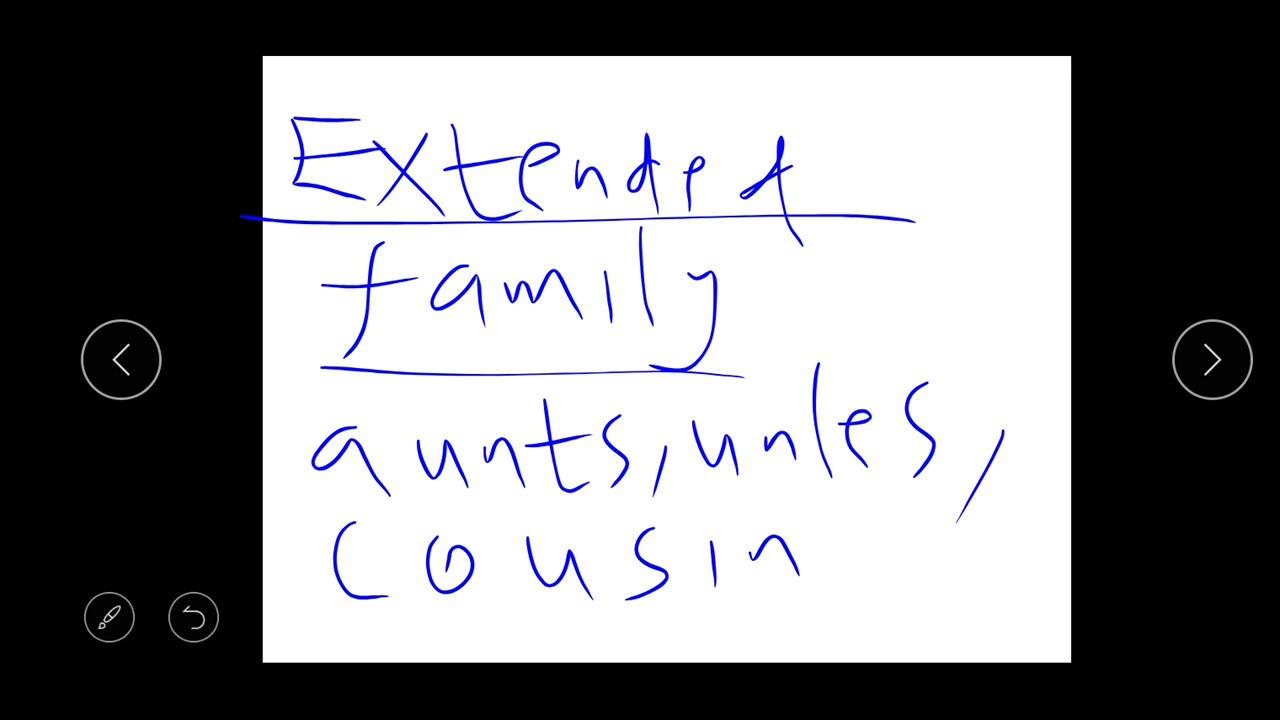 Extended
family
aunts, unles,
cousin